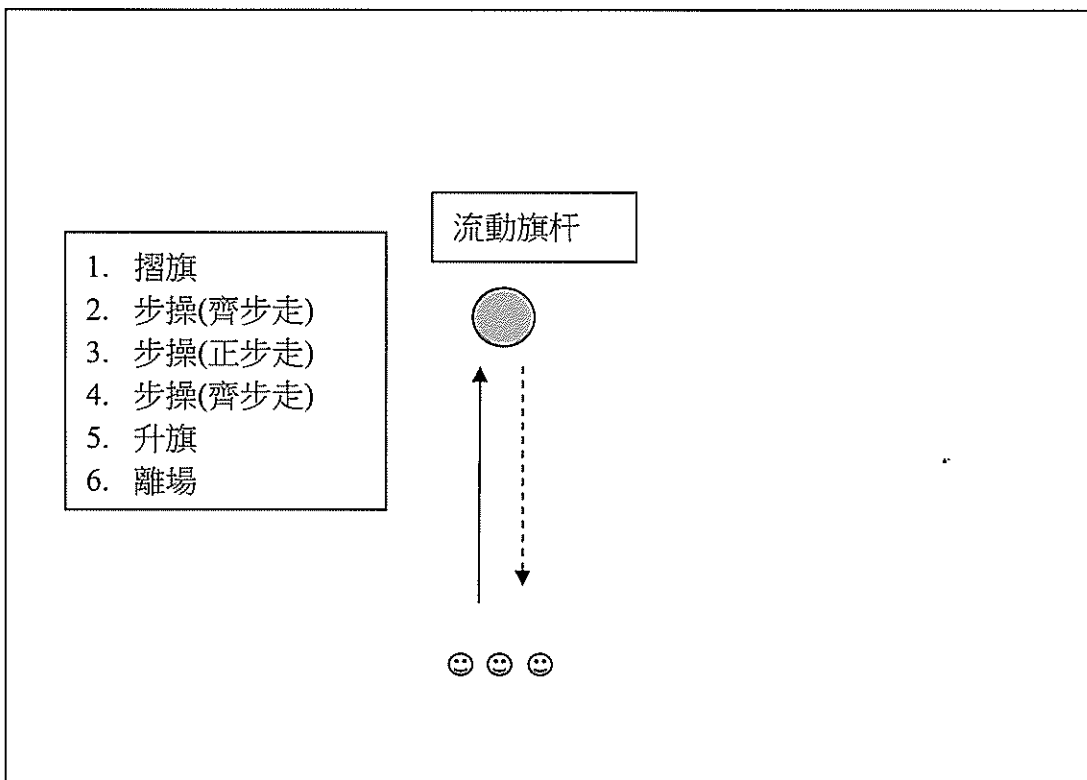 流動旗杆
1. 摺旗
2. 步操(齊步走)
3. 步操(正步走)
4. 步操(齊步走)
5. 升旗
6. 離場